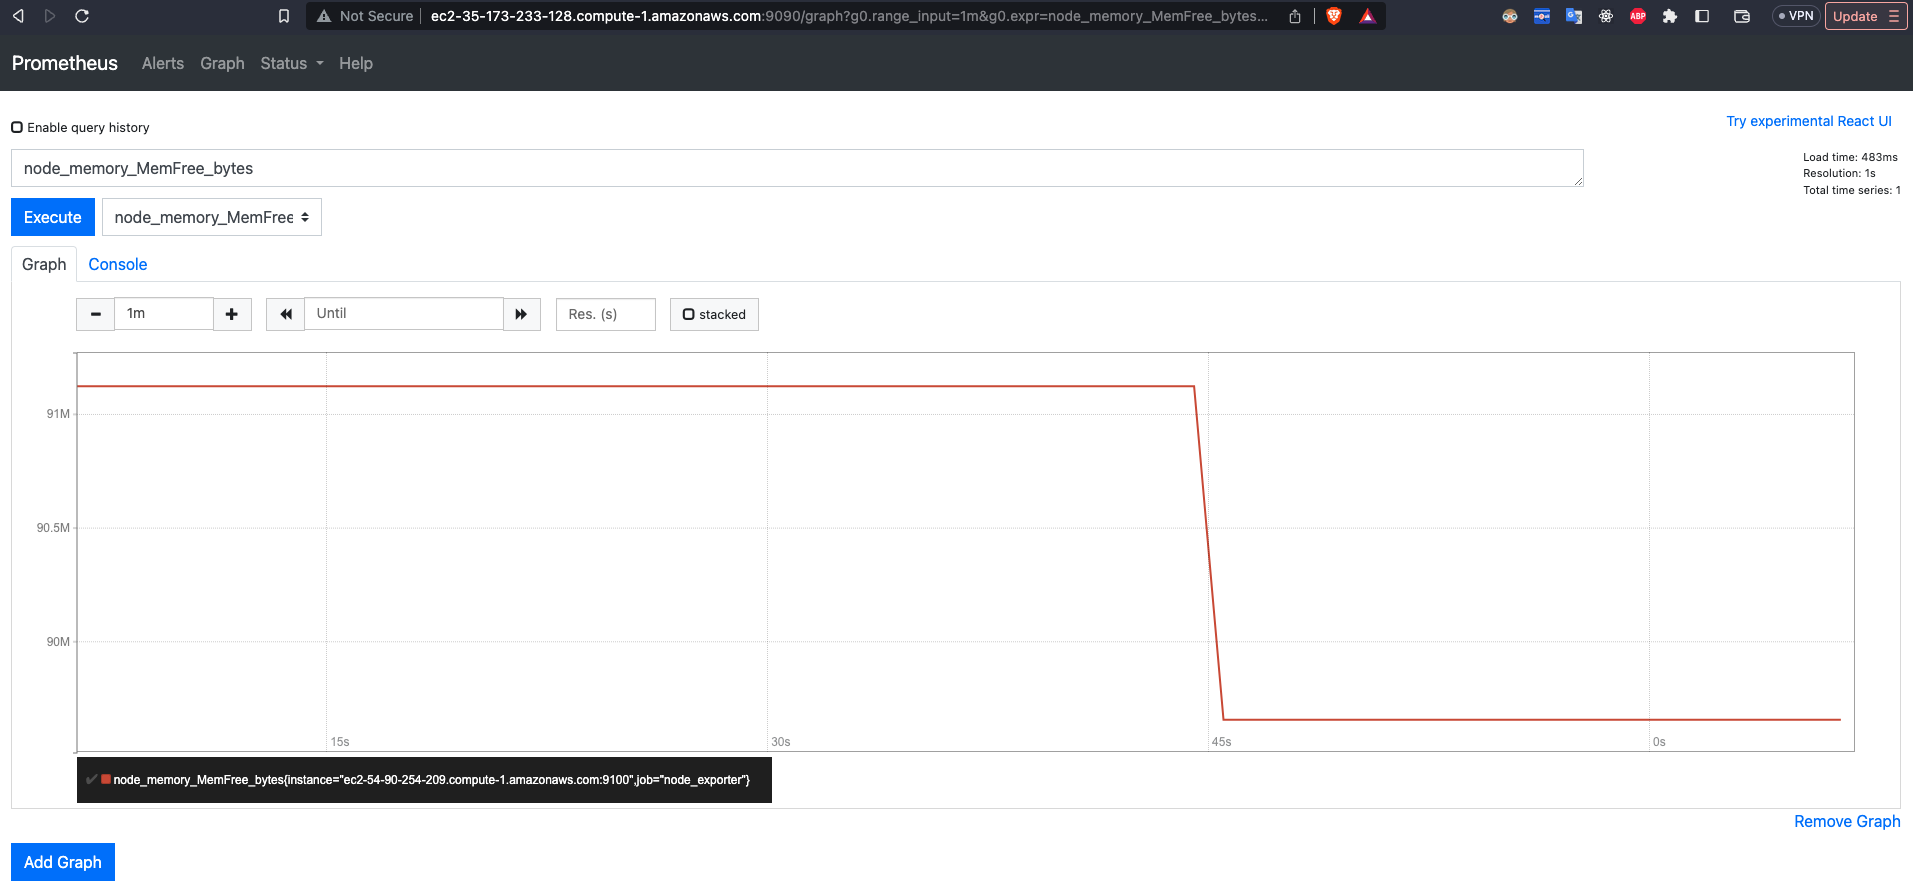 Not Secure ec2-35-173-233-128.compute-1.amazonaws.com:9090/graph?g0.range_input=1m&g0.expr=node_memory_MemFree_bytes... ABP VPN Update
Prometheus Alerts Graph Status Help
Enable query history
Try experimental React UI
node_memory_MemFree_bytes
Load time: 483ms
Resolution: 1s
Total time series: 1
Execute node_memory_MemFree
Graph Console
1m Until Res. (s) stacked
91M
90.5M
90M
15s 30s 45s 0s
node_memory_MemFree_bytes{instance="ec2-54-90-254-209.compute-1.amazonaws.com:9100",job="node_exporter"}
Remove Graph
Add Graph